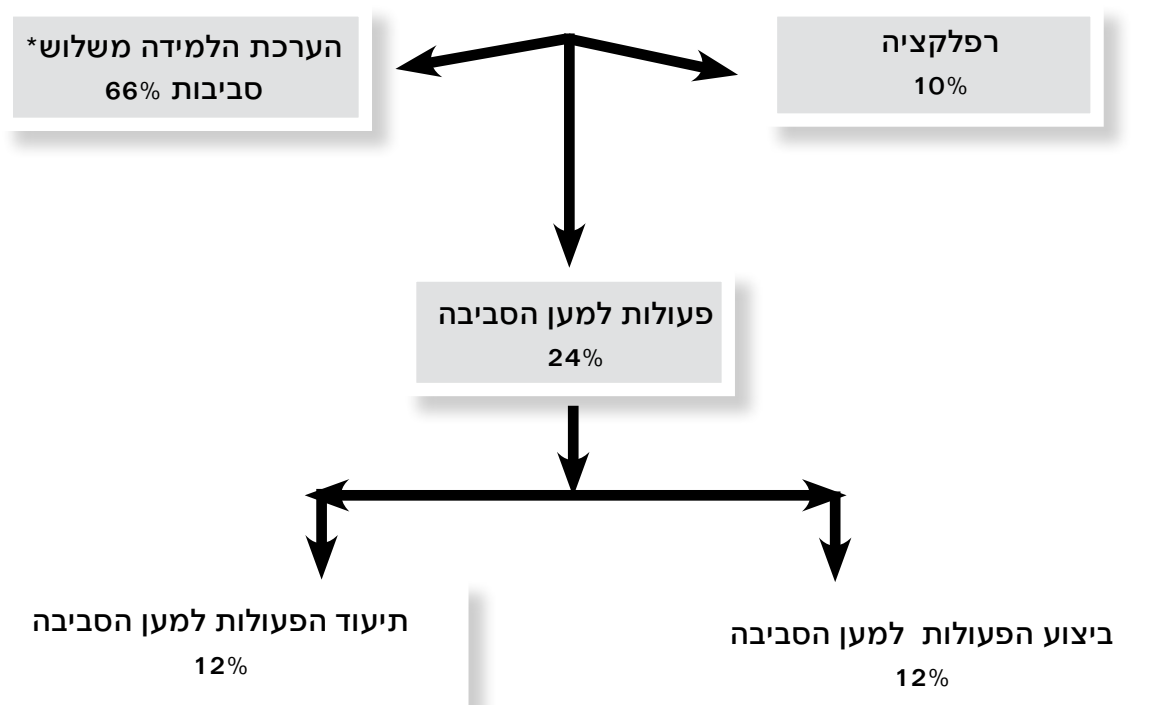 רפלקציה
10%
הערכת הלמידה משלוש*
סביבות 66%
פעולות למען הסביבה
24%
ביצוע הפעולות למען הסביבה
12%
תיעוד הפעולות למען הסביבה
12%